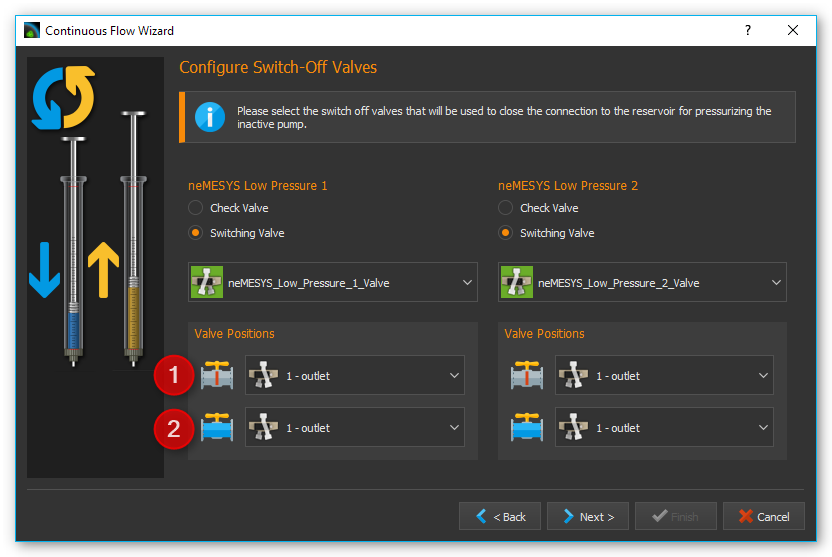 Continuous Flow Wizard
?
Configure Switch-Off Valves
Please select the switch off valves that will be used to close the connection to the reservoir for pressurizing the
inactive pump.
neMESYS Low Pressure 1
neMESYS Low Pressure 2
Check Valve
Check Valve
Switching Valve
Switching Valve
neMESYS_Low_Pressure_1_Valve
neMESYS_Low_Pressure_2_Valve
Valve Positions
Valve Positions
1
1 - outlet
1 - outlet
2
1 - outlet
1 - outlet
< Back
Next >
Finish
Cancel